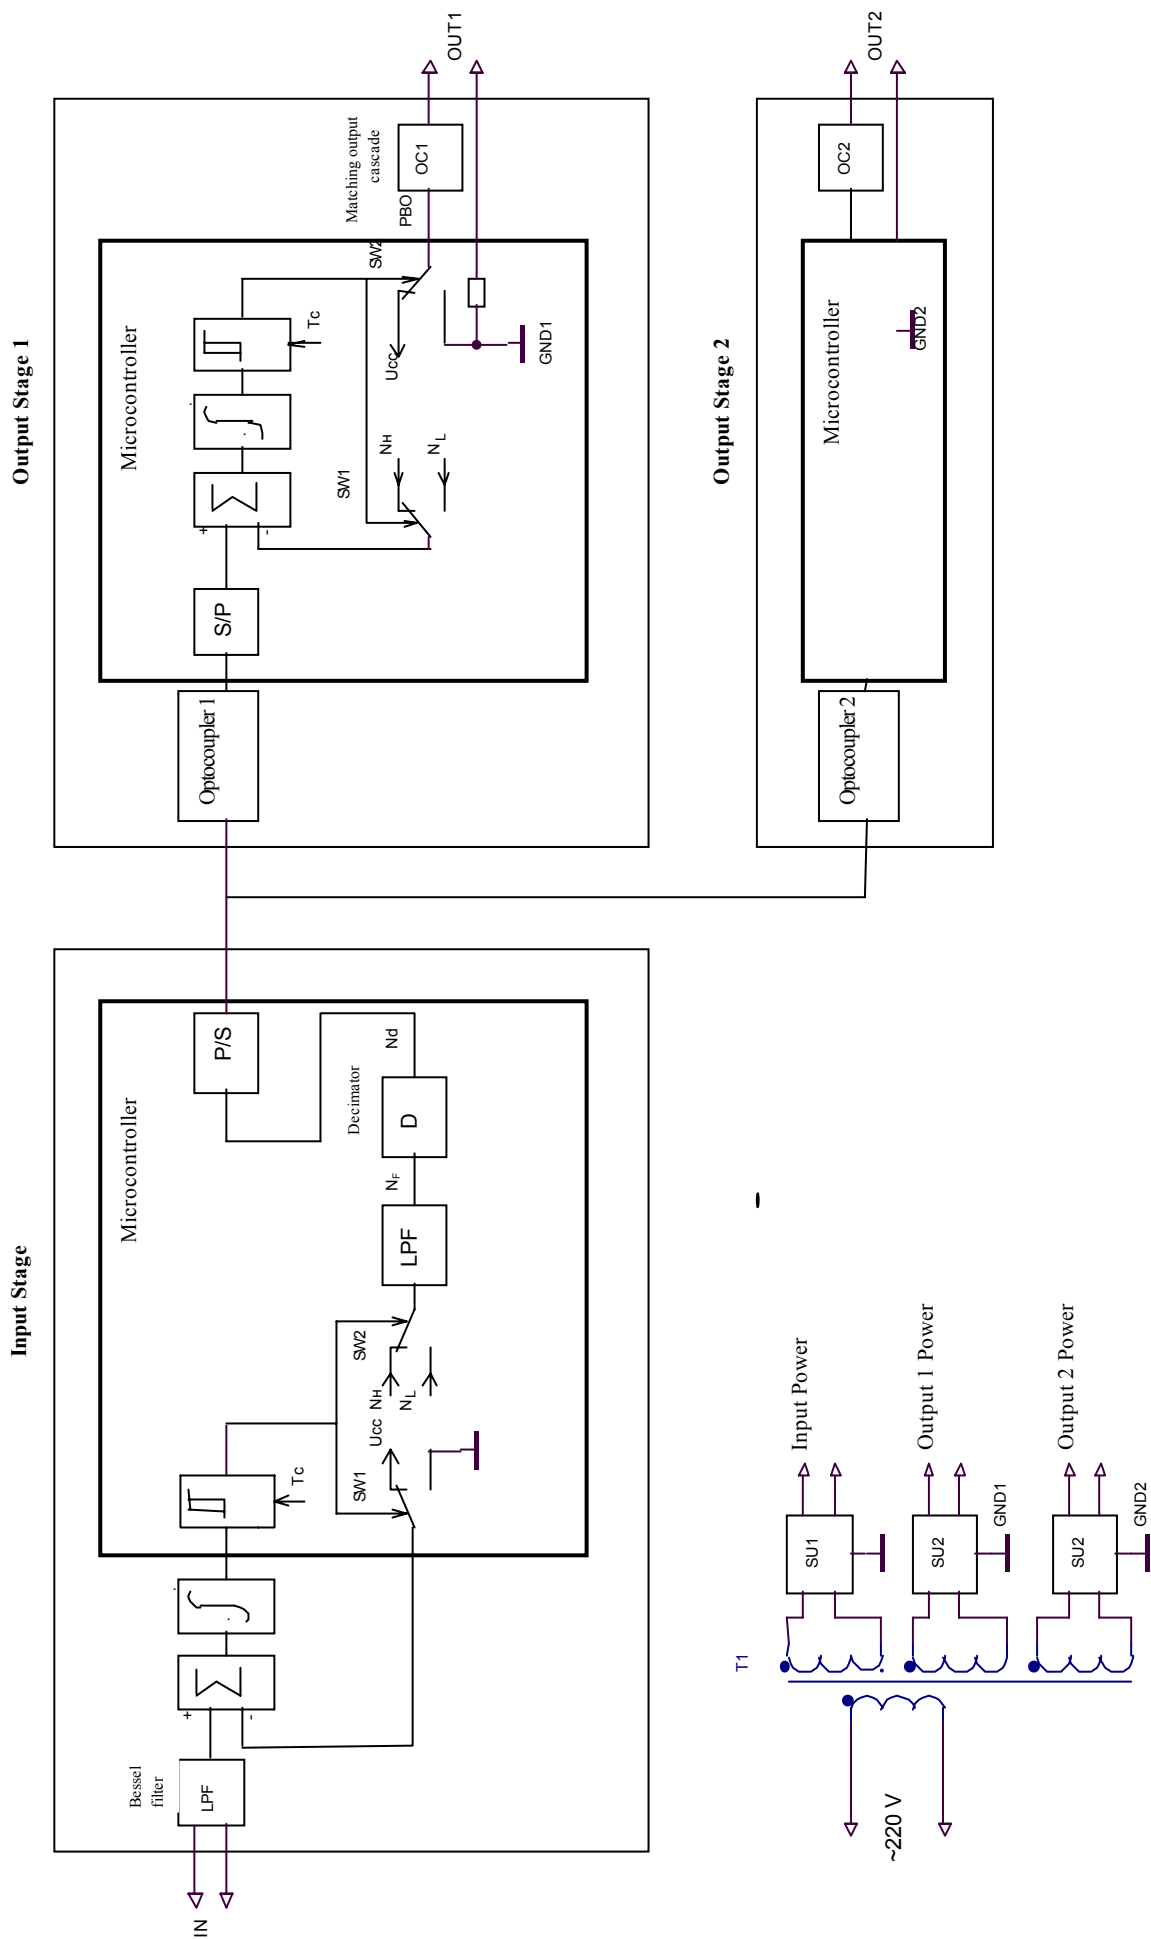 Input Stage
Output Stage 1
Output Stage 2
IN
Bessel
filter
LPF
+
-
Microcontroller
Tc
SW1
Ucc
SW2
NH
NL
LPF
NF
Decimator
D
Nd
P/S
Optocoupler 1
Microcontroller
S/P
+
-
Tc
SW1
NH
NL
Ucc
SW2
GND1
PBO
Matching output
cascade
OC1
OUT1
Optocoupler 2
Microcontroller
GND2
OC2
OUT2
~220 V
T1
SU1
Input Power
SU2
GND1
Output 1 Power
SU2
GND2
Output 2 Power